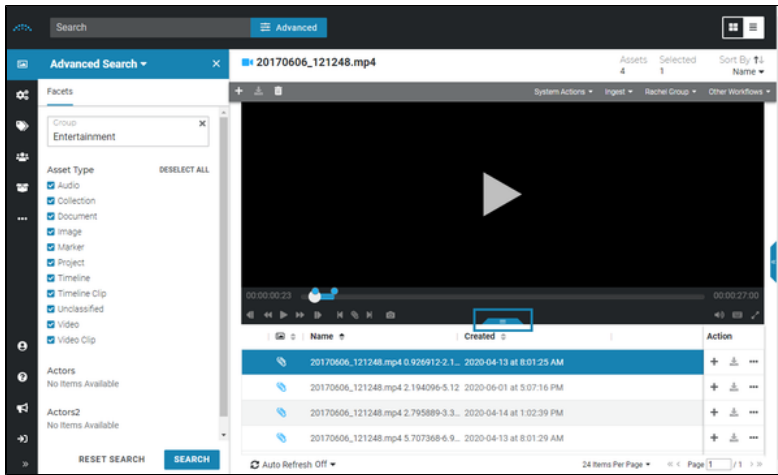 Search
Advanced
Advanced Search
20170606_121248.mp4
Assets
4
Selected
1
Sort By
Name
Facets
System Actions
Ingest
Rachel Group
Other Workflows
Group
Entertainment
Asset Type
DESELECT ALL
Audio
Collection
Document
Image
Marker
Project
Timeline
Timeline Clip
Unclassified
Video
Video Clip
Actors
No Items Available
Actors2
No Items Available
RESET SEARCH
SEARCH
00:00:00:23
00:00:27:00
Name
Created
Action
20170606_121248.mp4 0.926912-2.1... 2020-04-13 at 8:01:25 AM
20170606_121248.mp4 2.194096-5.12 2020-06-01 at 5:07:16 PM
20170606_121248.mp4 2.795889-3.3... 2020-04-14 at 1:02:39 PM
20170606_121248.mp4 5.707368-6.9... 2020-04-13 at 8:01:29 AM
Auto Refresh Off
24 Items Per Page
Page 1 / 1